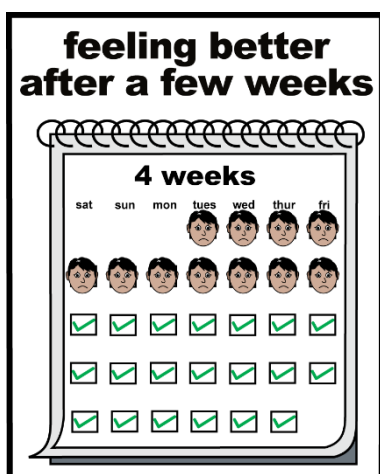 feeling better
after a few weeks
4 weeks
sat sun mon tues wed thur fri